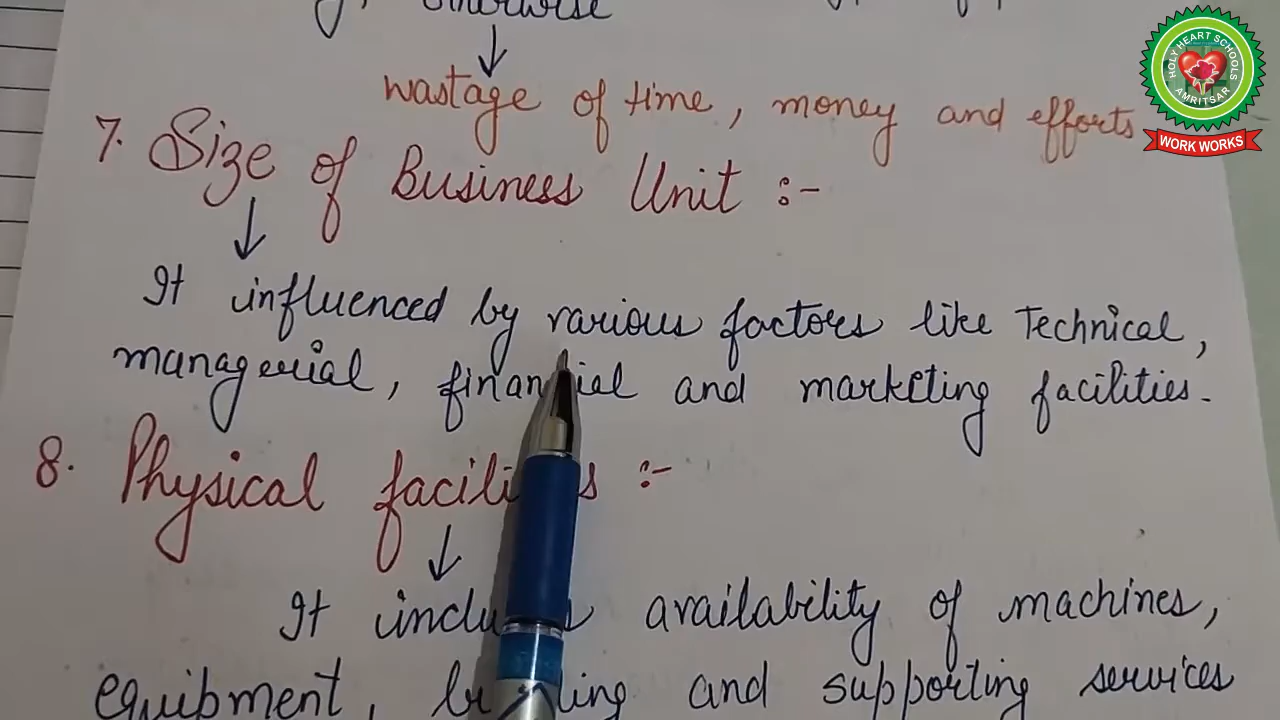 otherwise
wastage of time, money and efforts
7. Size of Business Unit :-
It influenced by various factors like Technical,
managerial, financial and marketing facilities.
8. Physical facilities :-
It includes availability of machines,
equipment, and supporting services
HOLY HEART SCHOOLS
AMRITSAR
WORK WORKS